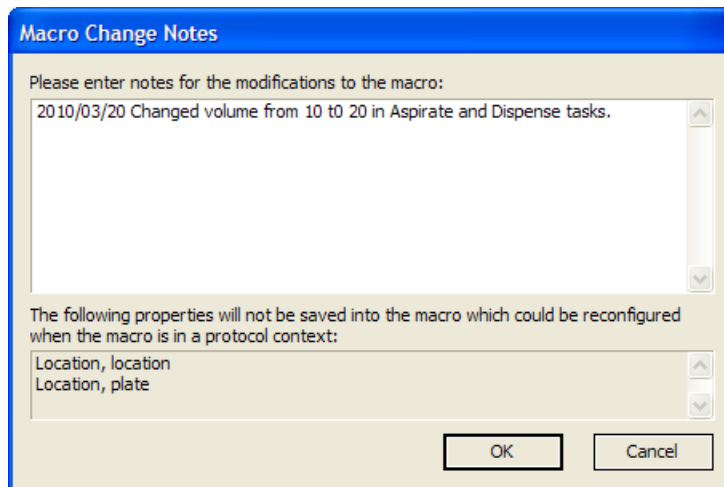 Macro Change Notes
Please enter notes for the modifications to the macro:
2010/03/20 Changed volume from 10 t0 20 in Aspirate and Dispense tasks.
The following properties will not be saved into the macro which could be reconfigured
when the macro is in a protocol context:
Location, location
Location, plate
OK
Cancel